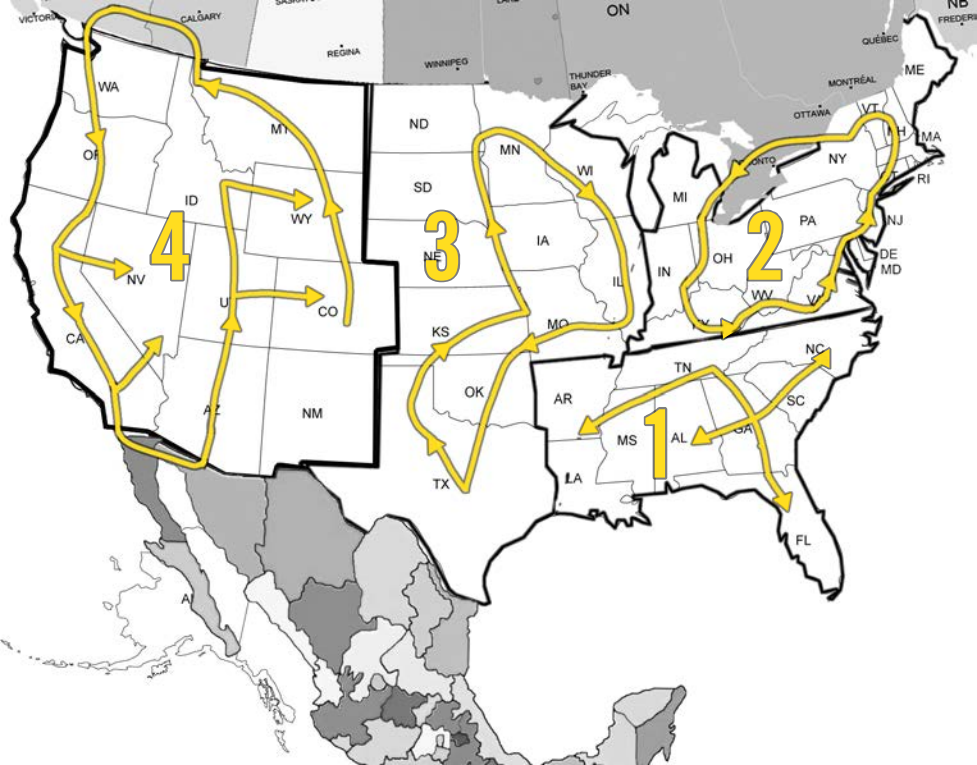 VICTORIA
CALGARY
SASKATOON
LAKE
ON
NB
FREDERI
REGINA
WINNIPEG
THUNDER
BAY
QUÉBEC
MONTRÉAL
OTTAWA
ME
WA
MT
ND
MN
VT
NH
MA
OR
TONTO
NY
RI
WI
SD
MI
ID
WY
PA
NJ
4
3
2
NE
IA
OH
DE
MD
NV
UT
CO
IL
IN
WV
VA
CA
KS
MO
KY
TN
NC
AZ
NM
OK
AR
SC
MS
1
AL
GA
TX
LA
FL